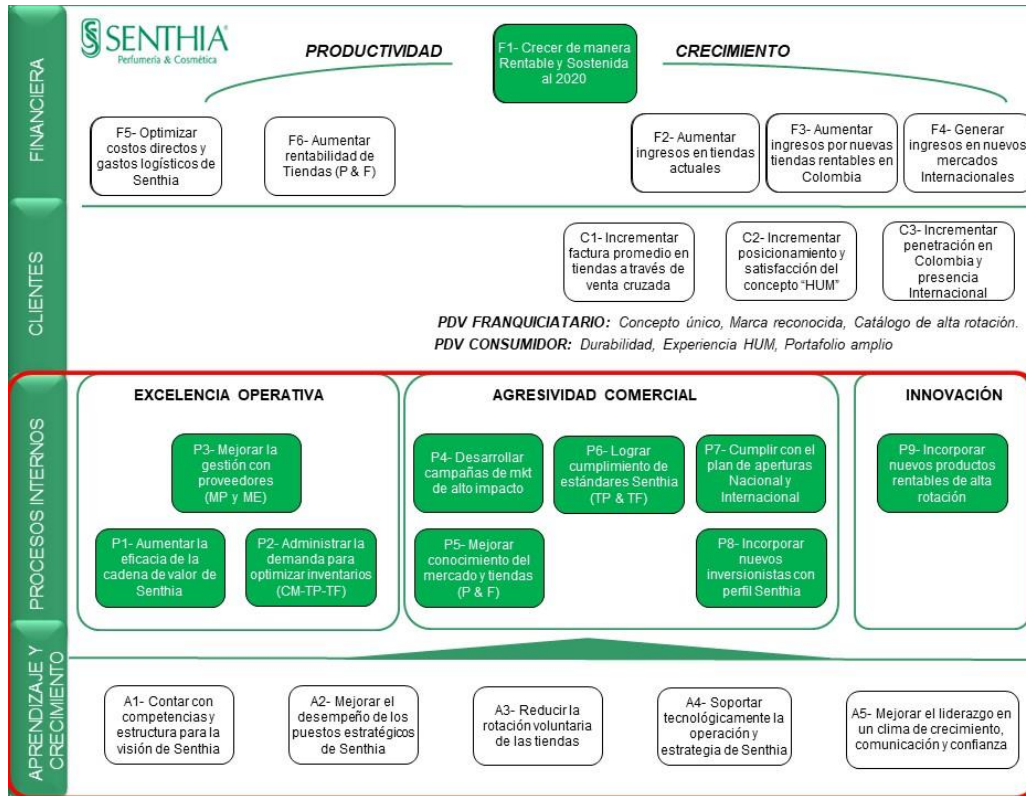 SENTHIA®
Perfumería & Cosmética
PRODUCTIVIDAD
F1- Crecer de manera
Rentable y Sostenida
al 2020
CRECIMIENTO
FINANCIERA
F5- Optimizar
costos directos y
gastos logísticos de
Senthia
F6- Aumentar
rentabilidad de
Tiendas (P & F)
F2- Aumentar
ingresos en tiendas
actuales
F3- Aumentar
ingresos por nuevas
tiendas rentables en
Colombia
F4- Generar
ingresos en nuevos
mercados
Internacionales
CLIENTES
C1- Incrementar
factura promedio en
tiendas a través de
venta cruzada
C2- Incrementar
posicionamiento y
satisfacción del
concepto “HUM”
C3- Incrementar
penetración en
Colombia y
presencia
Internacional
PDV FRANQUICIATARIO: Concepto único, Marca reconocida, Catálogo de alta rotación.
PDV CONSUMIDOR: Durabilidad, Experiencia HUM, Portafolio amplio
PROCESOS INTERNOS
EXCELENCIA OPERATIVA
P3- Mejorar la
gestión con
proveedores
(MP y ME)
P1- Aumentar la
eficacia de la
cadena de valor de
Senthia
P2- Administrar la
demanda para
optimizar inventarios
(CM-TP-TF)
AGRESIVIDAD COMERCIAL
P4- Desarrollar
campañas de mkt
de alto impacto
P6- Lograr
cumplimiento de
estándares Senthia
(TP & TF)
P7- Cumplir con el
plan de aperturas
Nacional y
Internacional
P5- Mejorar
conocimiento del
mercado y tiendas
(P & F)
P8- Incorporar
nuevos
inversionistas con
perfil Senthia
INNOVACIÓN
P9- Incorporar
nuevos productos
rentables de alta
rotación
APRENDIZAJE Y
CRECIMIENTO
A1- Contar con
competencias y
estructura para la
visión de Senthia
A2- Mejorar el
desempeño de los
puestos estratégicos
de Senthia
A3- Reducir la
rotación voluntaria
de las tiendas
A4- Soportar
tecnológicamente la
operación y
estrategia de Senthia
A5- Mejorar el liderazgo en
un clima de crecimiento,
comunicación y confianza